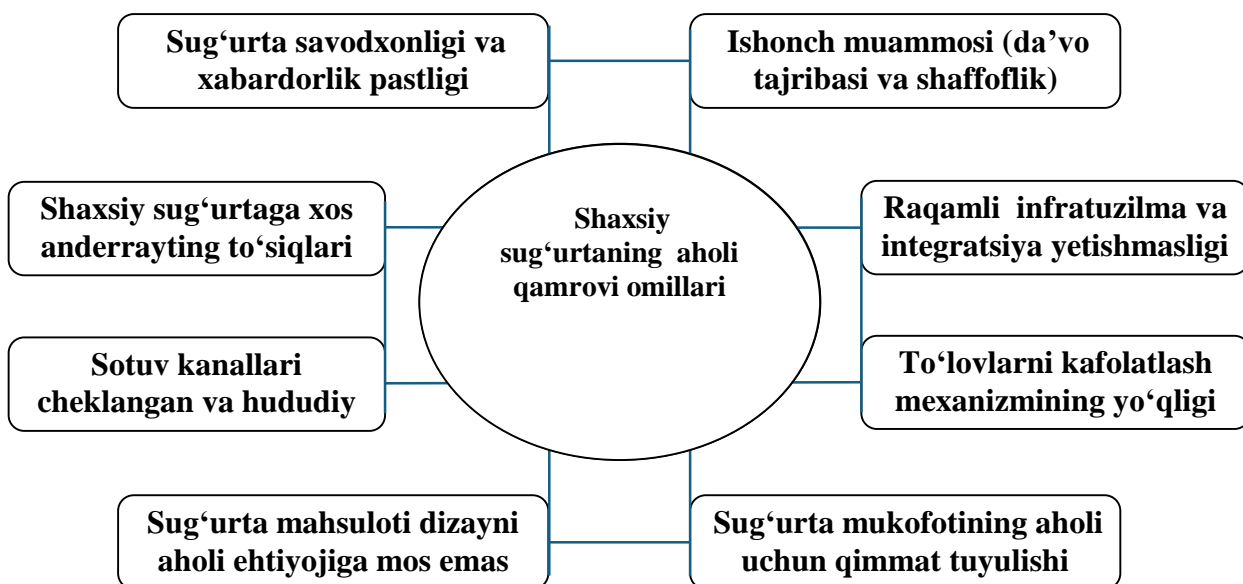 Sug‘urta savodxonligi va
xabardorlik pastligi
Ishonch muammosi (da’vo
tajribasi va shaffoflik)
Shaxsiy sug‘urtaga xos
anderrayting to‘siqlari
Shaxsiy
sug‘urtaning aholi
qamrovi omillari
Raqamli infratuzilma va
integratsiya yetishmasligi
Sotuv kanallari
cheklangan va hududiy
To‘lovlarni kafolatlash
mexanizmining yo‘qligi
Sug‘urta mahsuloti dizayni
aholi ehtiyojiga mos emas
Sug‘urta mukofotining aholi
uchun qimmat tuyulishi